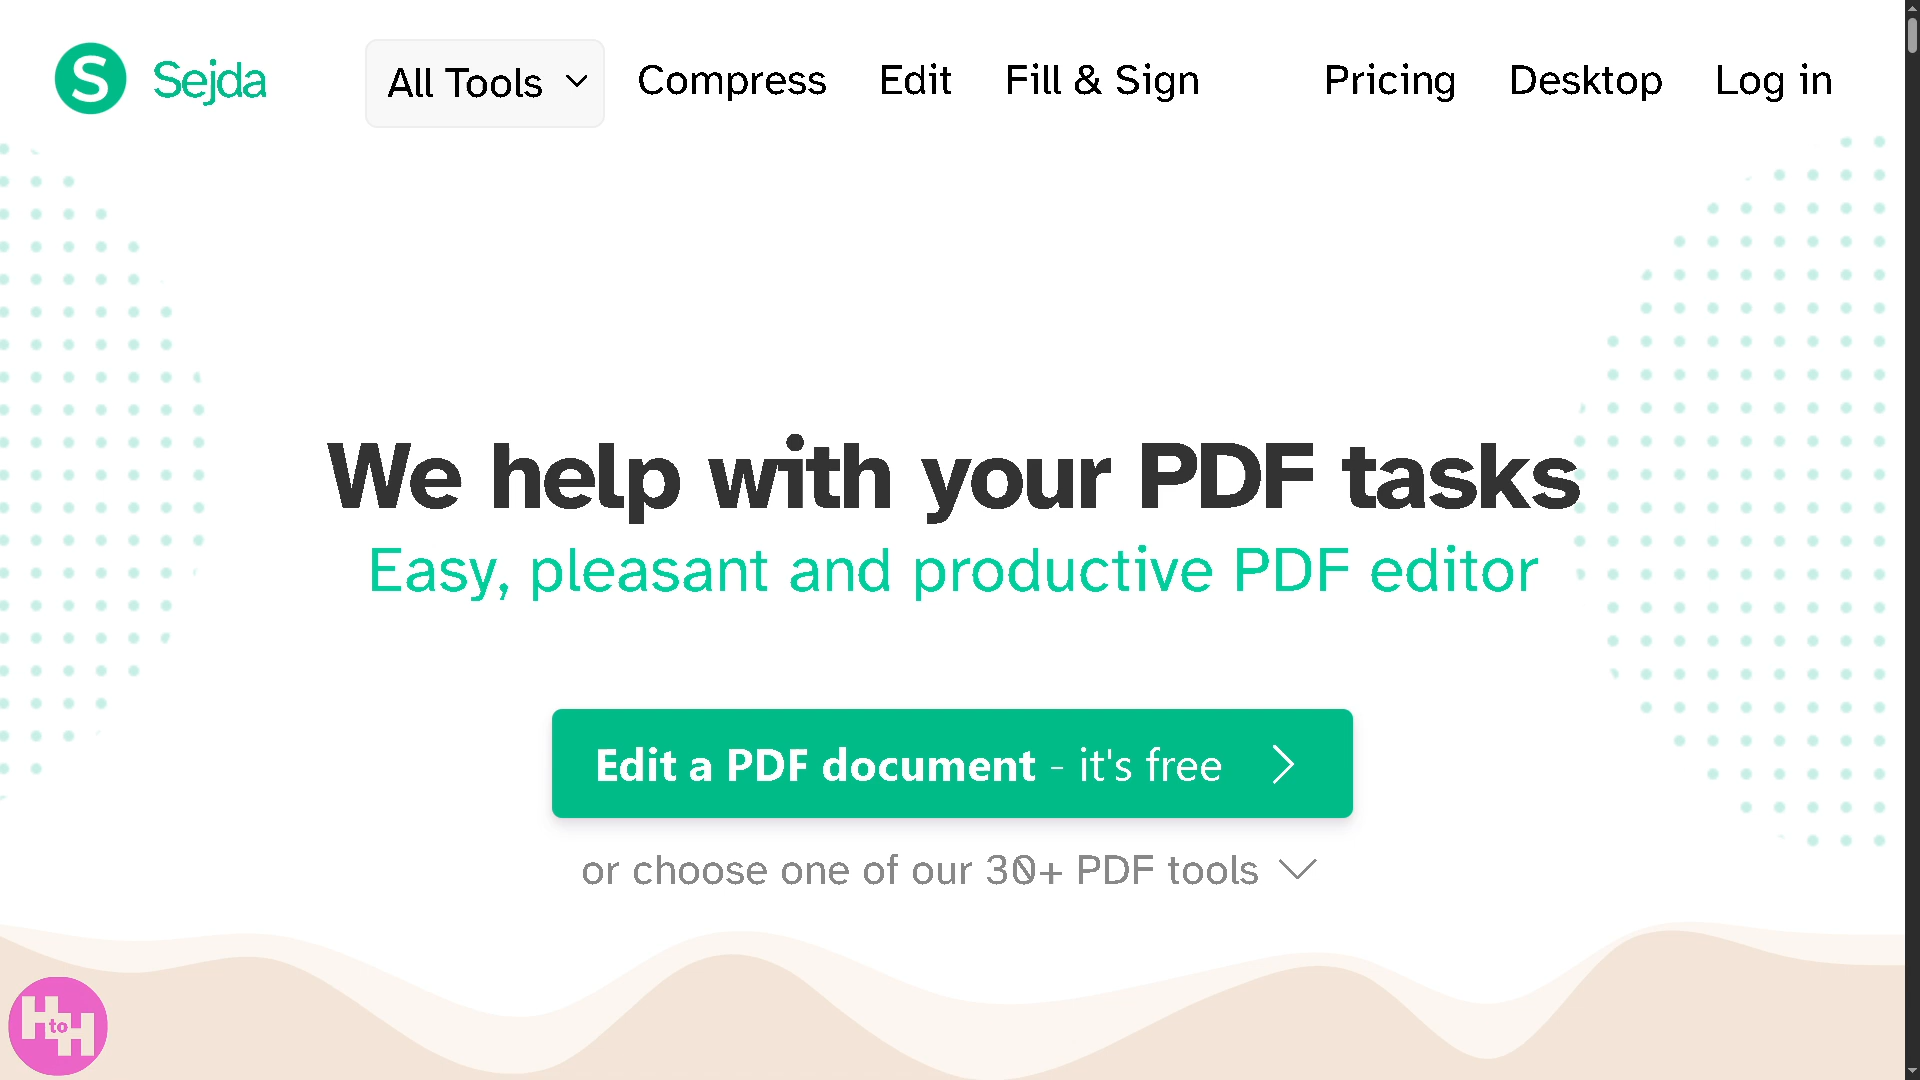 S Sejda
All Tools Compress Edit Fill & Sign Pricing Desktop Log in
We help with your PDF tasks
Easy, pleasant and productive PDF editor
Edit a PDF document - it's free
or choose one of our 30+ PDF tools
H to H